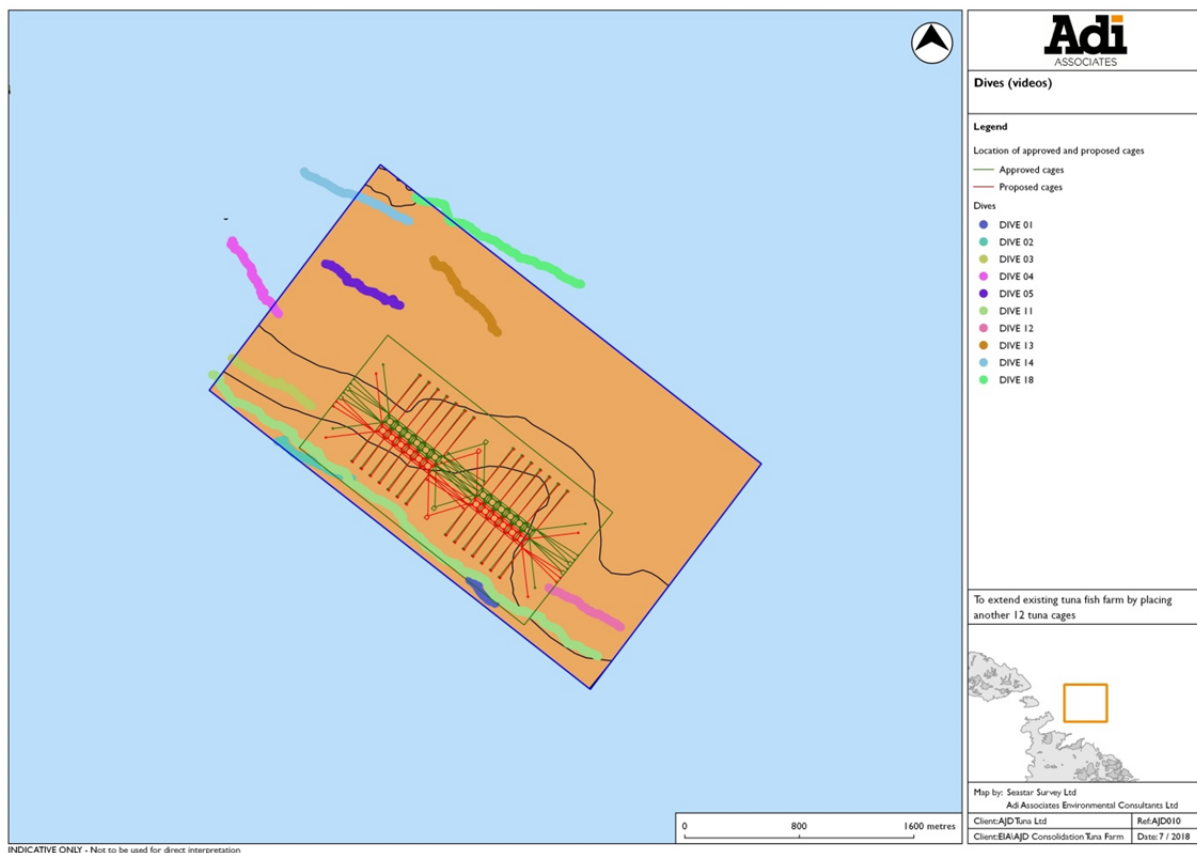 Adi
ASSOCIATES
Dives (videos)
Legend
Location of approved and proposed cages
Approved cages
Proposed cages
Dives
DIVE 01
DIVE 02
DIVE 03
DIVE 04
DIVE 05
DIVE 11
DIVE 12
DIVE 13
DIVE 14
DIVE 18
To extend existing tuna fish farm by placing
another 12 tuna cages
Map by: Seastar Survey Ltd
Adi Associates Environmental Consultants Ltd
Client:AJD Tuna Ltd
Ref:AJD010
Client:EIA\AJD Consolidation Tuna Farm
Date: 7 / 2018
0 800 1600 metres
INDICATIVE ONLY - Not to be used for direct interpretation